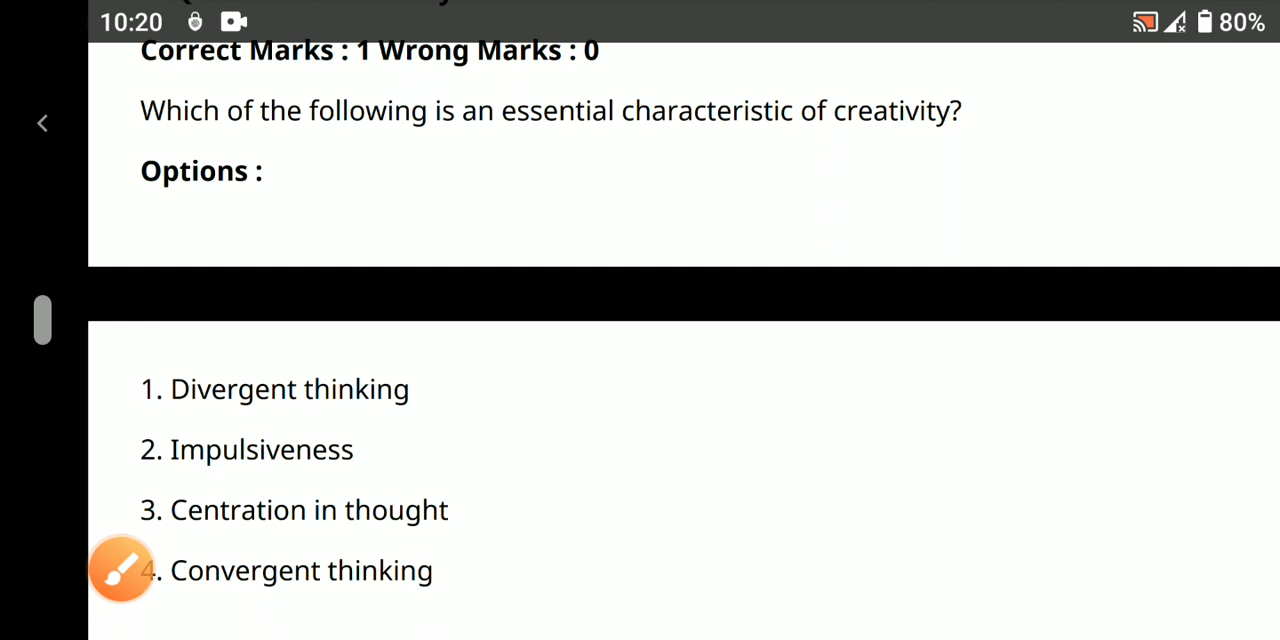 10:20
80%
Correct Marks : 1 Wrong Marks : 0
Which of the following is an essential characteristic of creativity?
Options :
1. Divergent thinking
2. Impulsiveness
3. Centration in thought
4. Convergent thinking